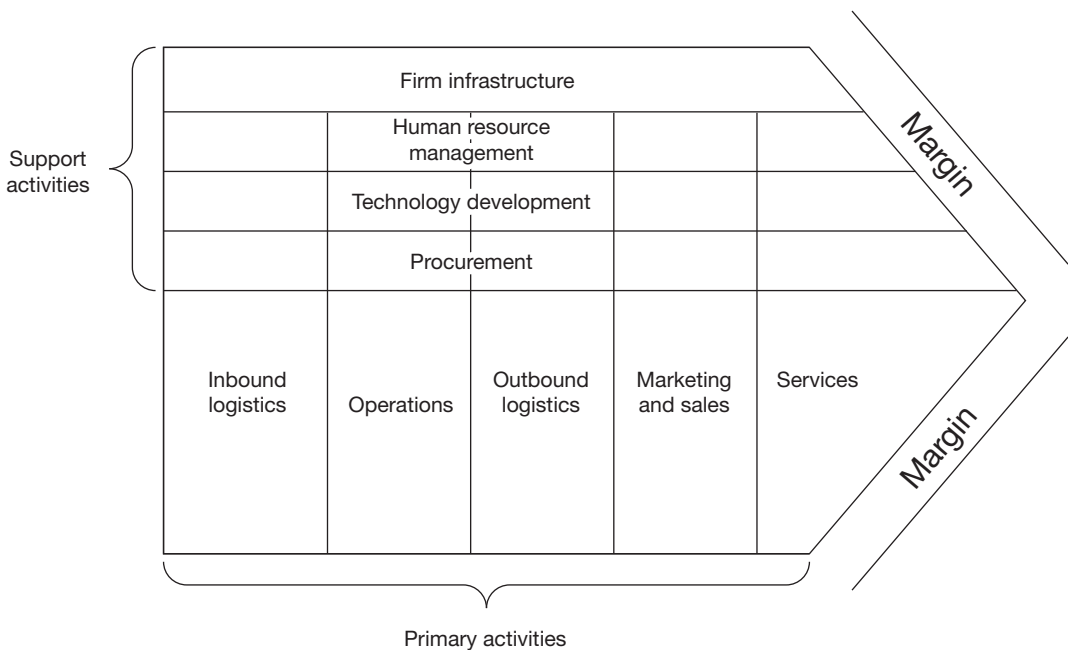 Firm infrastructure
Human resource
management
Support
activities
Technology development
Procurement
Margin
Inbound
logistics
Operations
Outbound
logistics
Marketing
and sales
Services
Margin
Primary activities